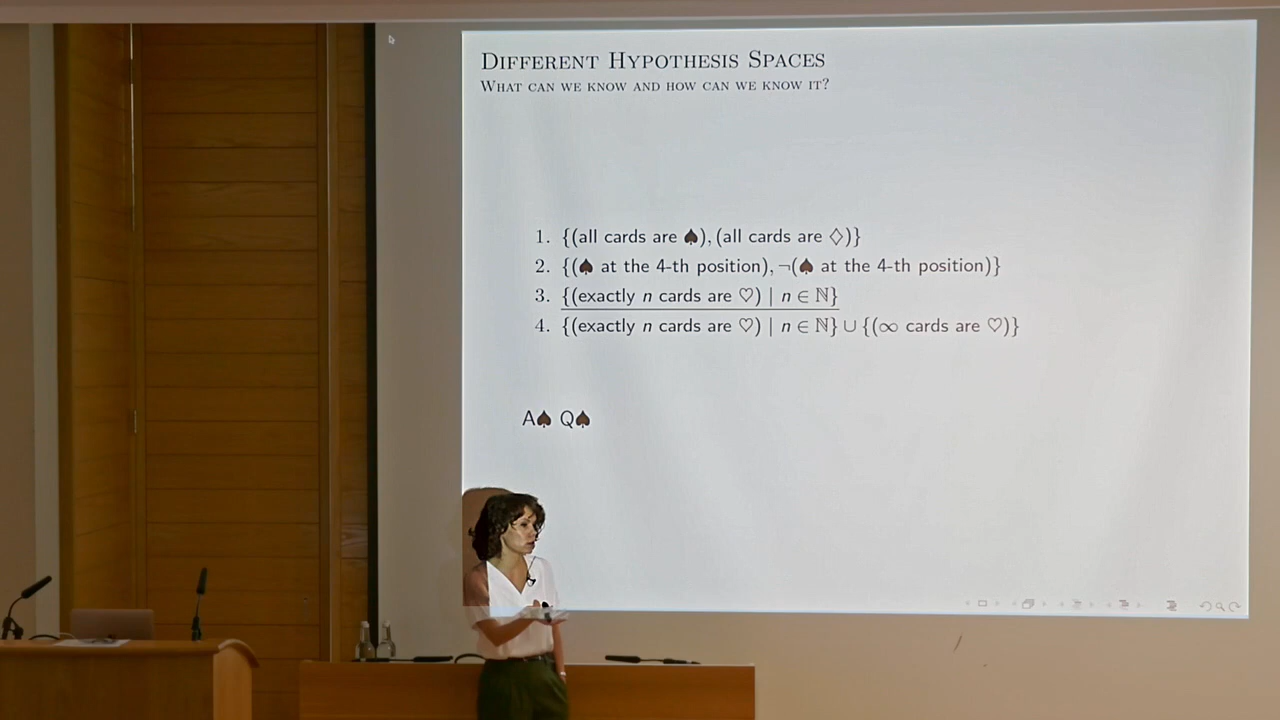 Different Hypothesis Spaces
What can we know and how can we know it?
1. {(all cards are ♠), (all cards are ♢)}
2. {(♠ at the 4-th position), ¬(♠ at the 4-th position)}
3. {(exactly n cards are ♡) | n ∈ ℕ}
4. {(exactly n cards are ♡) | n ∈ ℕ} ∪ {(∞ cards are ♡)}
A♠ Q♠